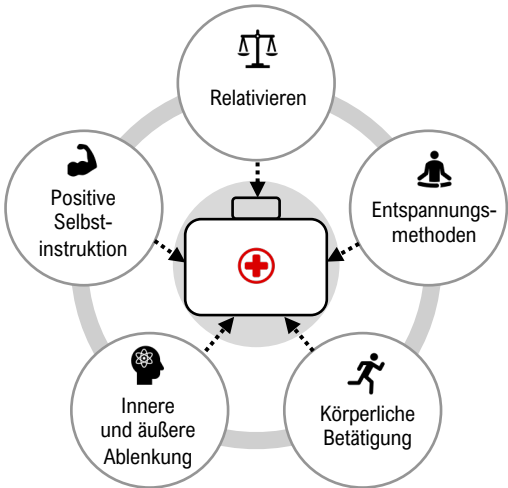 Relativieren
Entspannungs-
methoden
Körperliche
Betätigung
Innere
und äußere
Ablenkung
Positive
Selbst-
instruktion